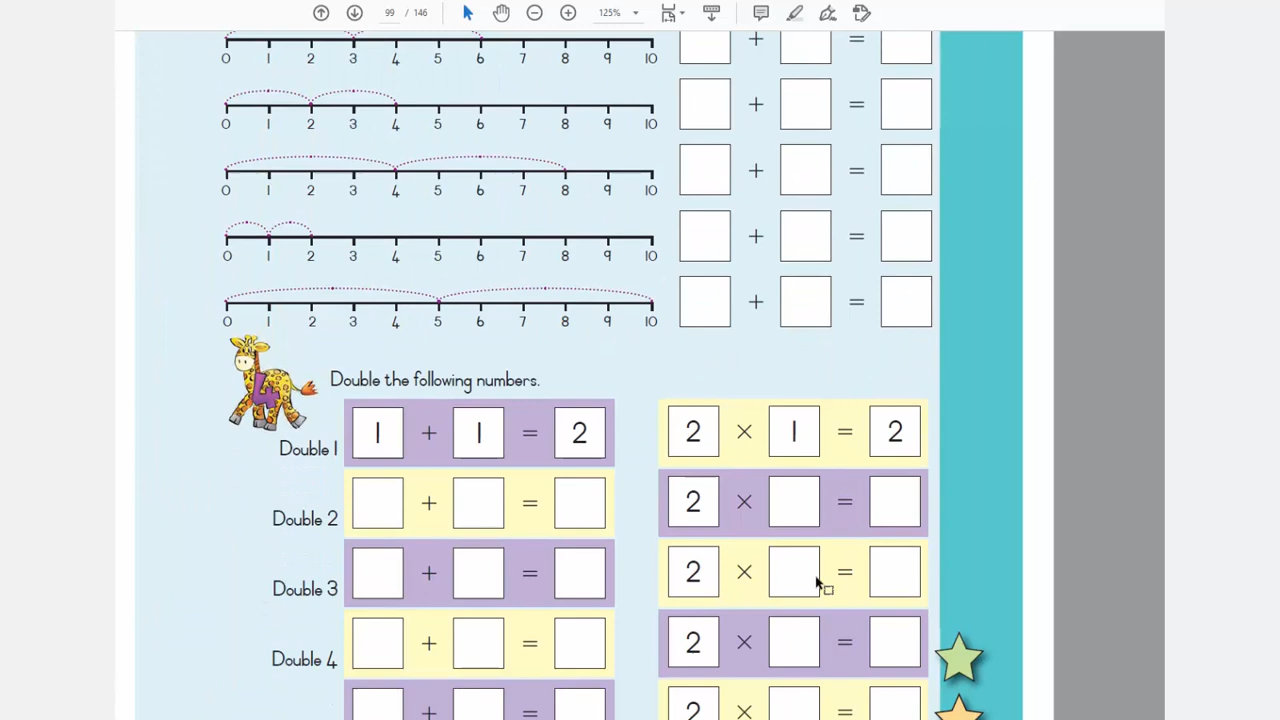 99 / 146 125%
0 1 2 3 4 5 6 7 8 9 10 + =
0 1 2 3 4 5 6 7 8 9 10 + =
0 1 2 3 4 5 6 7 8 9 10 + =
0 1 2 3 4 5 6 7 8 9 10 + =
0 1 2 3 4 5 6 7 8 9 10 + =
4
Double the following numbers.
Double 1 1 + 1 = 2 2 × 1 = 2
Double 2 + = 2 × =
Double 3 + = 2 × =
Double 4 + = 2 × =
+ = 2 × =